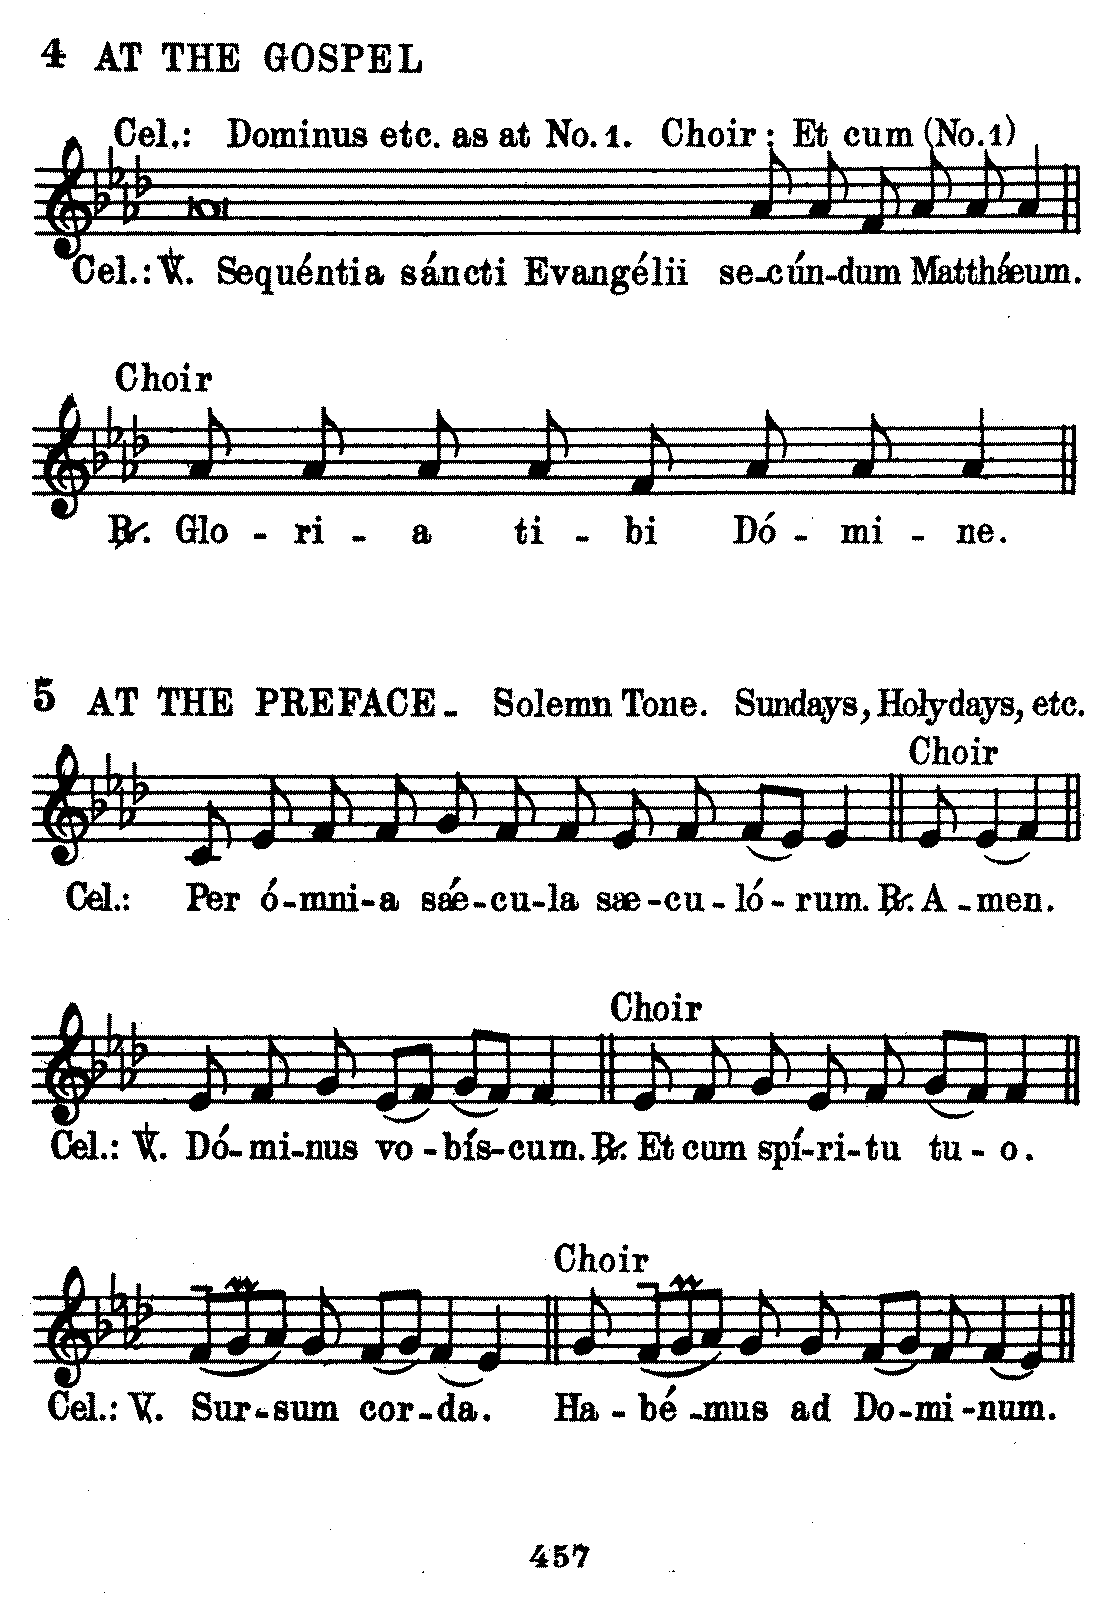 4 AT THE GOSPEL
Cel.: Dominus etc. as at No. 1. Choir: Et cum (No. 1)
Cel.: ℣. Sequéntia sáncti Evangélii se-cún-dum Mattháeum.
Choir
℟. Glo - ri - a ti - bi Dó - mi - ne.
5 AT THE PREFACE - Solemn Tone. Sundays, Holydays, etc.
Choir
Cel.: Per ó-mni-a sǽ-cu-la sæ-cu-ló-rum. ℟. A-men.
Choir
Cel.: ℣. Dó-mi-nus vo-bís-cum. ℟. Et cum spí-ri-tu tu-o.
Choir
Cel.: ℣. Sur-sum cor-da. Ha-bé-mus ad Do-mi-num.
457